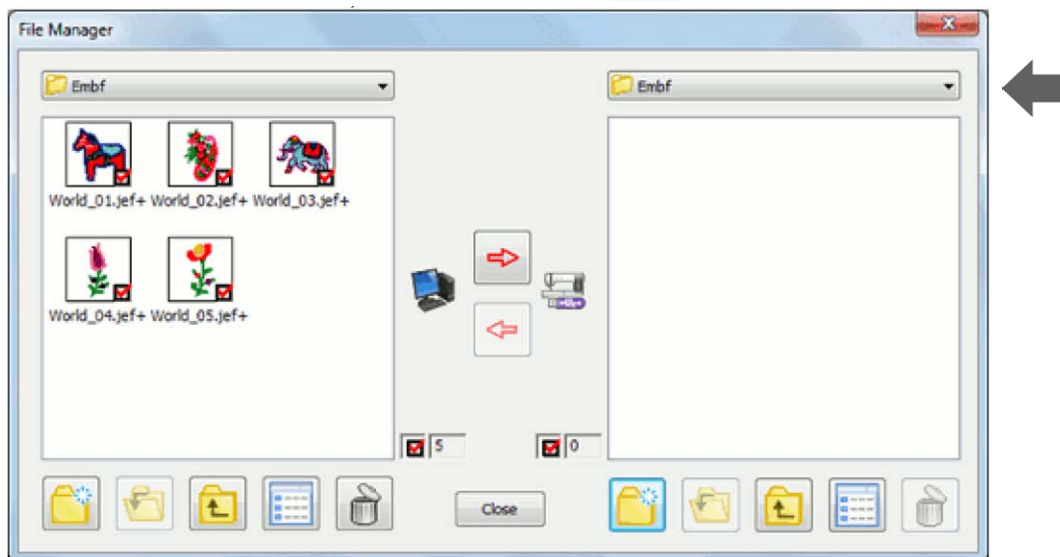 File Manager
Embf
Embf
World_01.jef+ World_02.jef+ World_03.jef+
World_04.jef+ World_05.jef+
5
0
Close